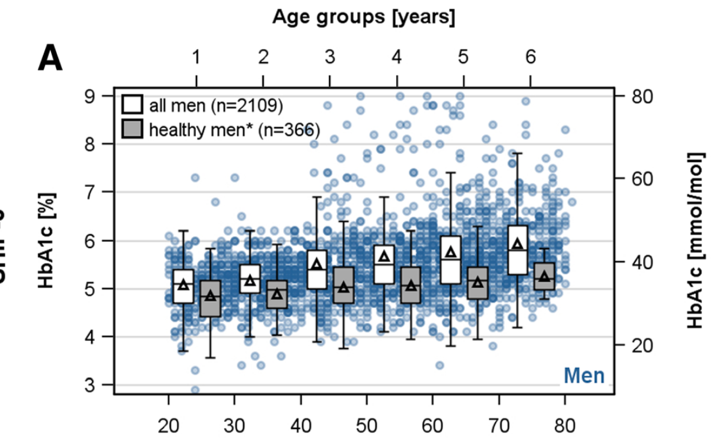 Age groups [years]
A
1 2 3 4 5 6
all men (n=2109)
healthy men* (n=366)
9 8 7 6 5 4 3
HbA1c [%]
80 60 40 20
HbA1c [mmol/mol]
Men
20 30 40 50 60 70 80